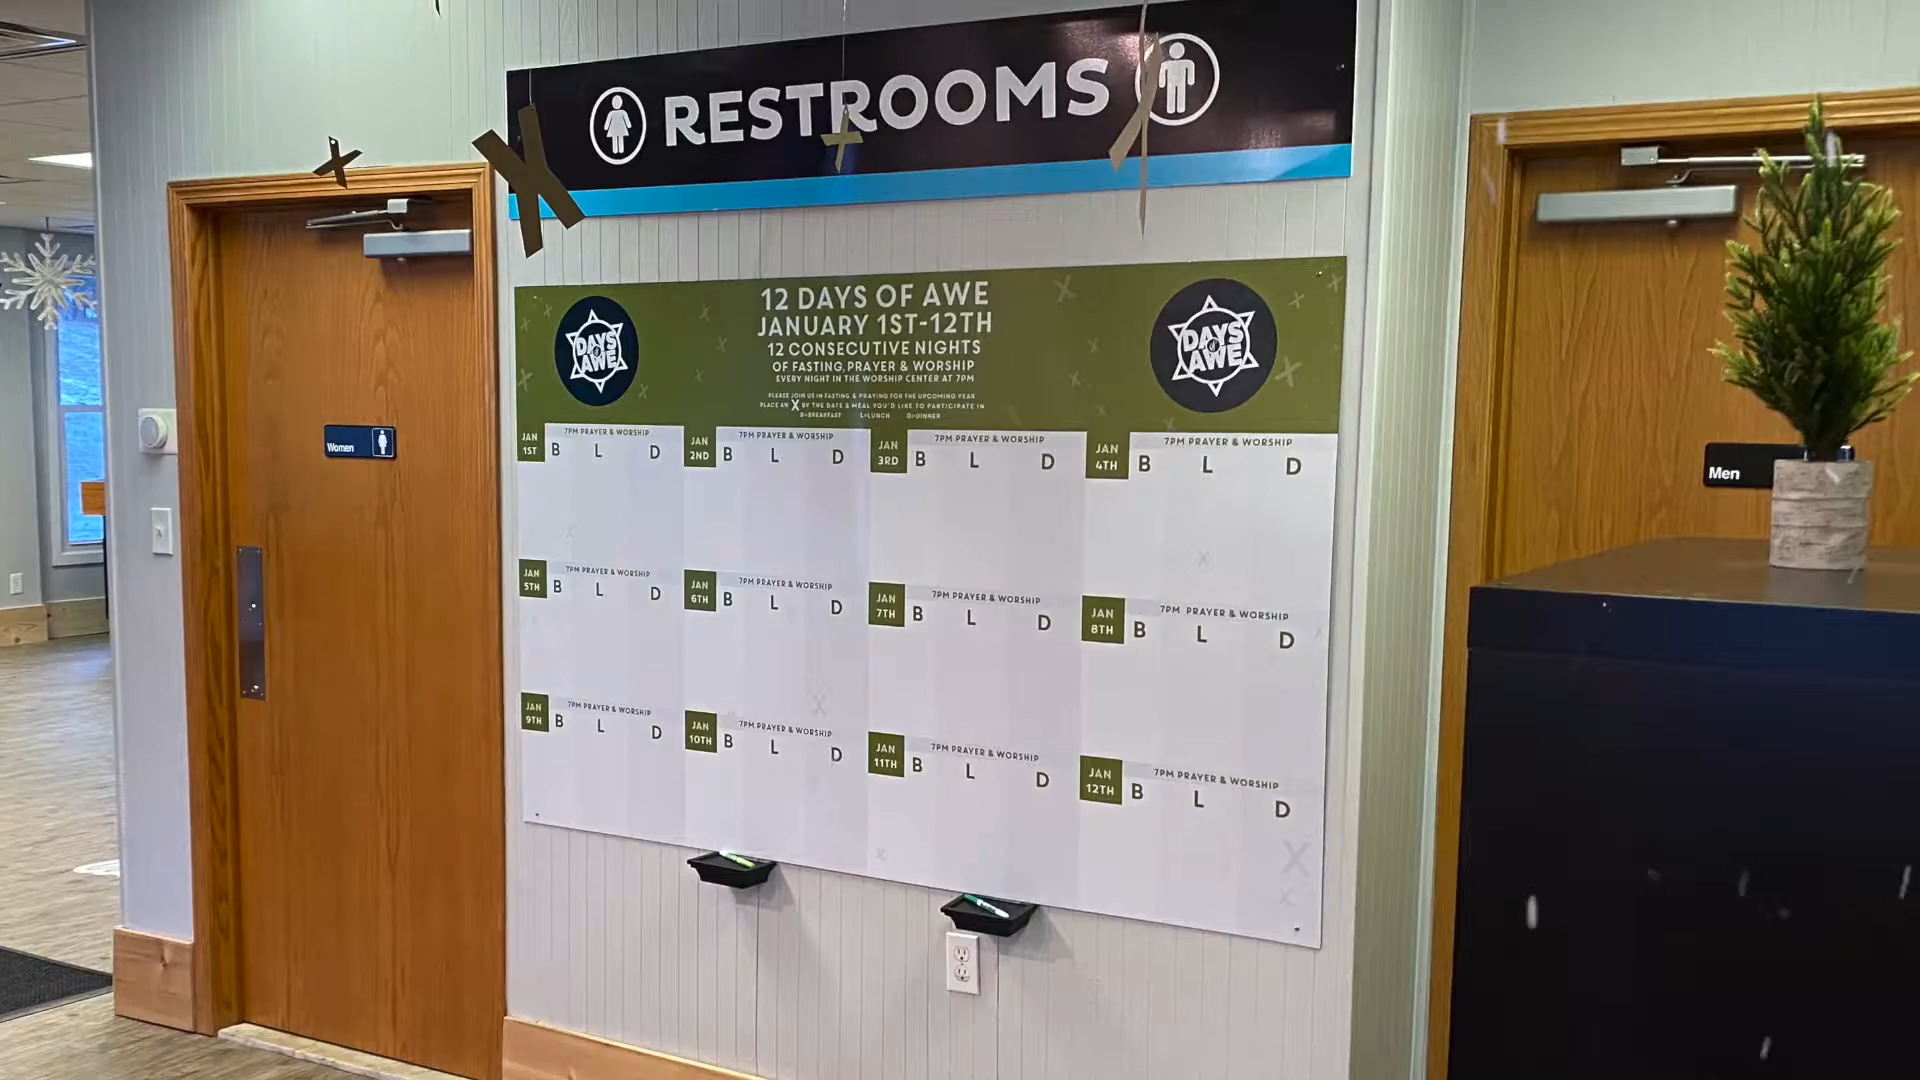 RESTROOMS
12 DAYS OF AWE
JANUARY 1ST-12TH
12 CONSECUTIVE NIGHTS
OF FASTING, PRAYER & WORSHIP
EVERY NIGHT IN THE WORSHIP CENTER AT 7PM
PLEASE JOIN US IN FASTING & PRAYING FOR THE UPCOMING YEAR
PLACE AN X BY THE DATE & MEAL YOU'D LIKE TO PARTICIPATE IN
B=BREAKFAST L=LUNCH D=DINNER
DAYS
of
AWE
DAYS
of
AWE
JAN
1ST
7PM PRAYER & WORSHIP
B L D
JAN
2ND
7PM PRAYER & WORSHIP
B L D
JAN
3RD
7PM PRAYER & WORSHIP
B L D
JAN
4TH
7PM PRAYER & WORSHIP
B L D
JAN
5TH
7PM PRAYER & WORSHIP
B L D
JAN
6TH
7PM PRAYER & WORSHIP
B L D
JAN
7TH
7PM PRAYER & WORSHIP
B L D
JAN
8TH
7PM PRAYER & WORSHIP
B L D
JAN
9TH
7PM PRAYER & WORSHIP
B L D
JAN
10TH
7PM PRAYER & WORSHIP
B L D
JAN
11TH
7PM PRAYER & WORSHIP
B L D
JAN
12TH
7PM PRAYER & WORSHIP
B L D
Women
Men